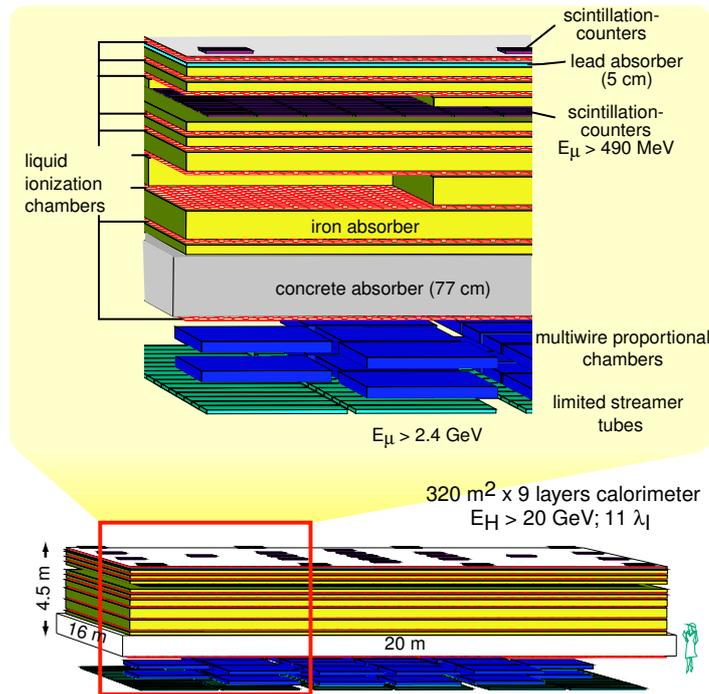 scintillation-
counters
lead absorber
(5 cm)
scintillation-
counters
Eμ > 490 MeV
liquid
ionization
chambers
iron absorber
concrete absorber (77 cm)
multiwire proportional
chambers
limited streamer
tubes
Eμ > 2.4 GeV
320 m2 x 9 layers calorimeter
EH > 20 GeV; 11 λI
4.5 m
16 m
20 m